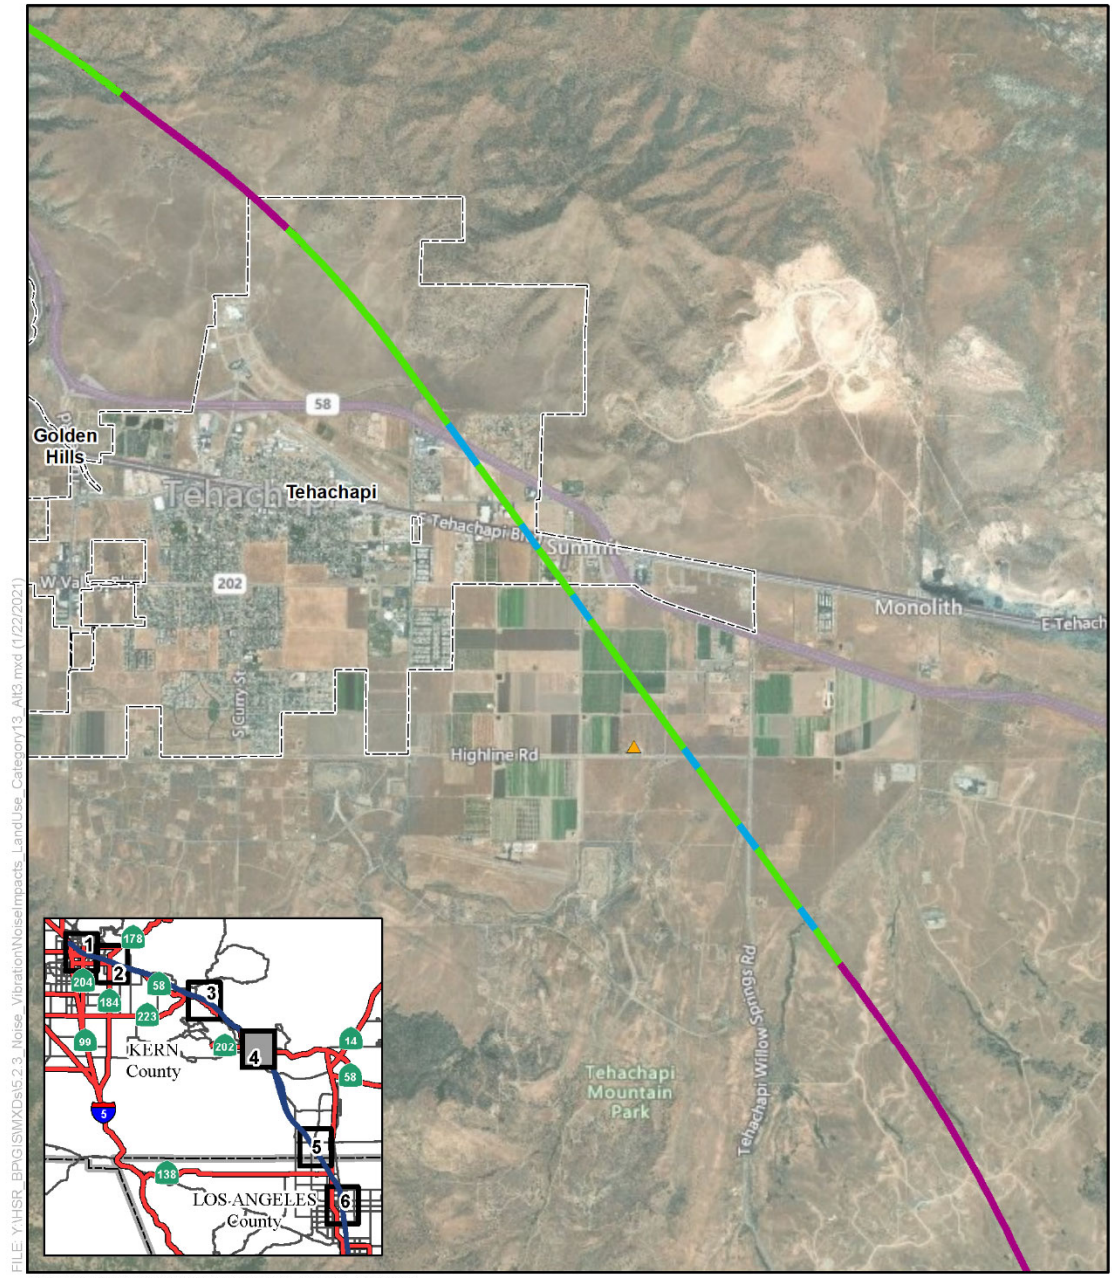 58
Golden
Hills
Tehachapi
Tehachapi
E Tehachapi Blvd
Summit
202
W Valley Blvd
Monolith
E Tehach
S Curry St
Highline Rd
Tehachapi Willow Springs Rd
Tehachapi
Mountain
Park
1
178
2
204
58
184
3
223
99
202
4
14
KERN
County
58
5
5
138
LOS ANGELES
County
6
FILE: Y:\HSR_BP\GIS\MXDs\5.2.3_Noise_Vibration\NoiseImpacts_LandUse_Category13_Alt3.mxd (1/22/2021)